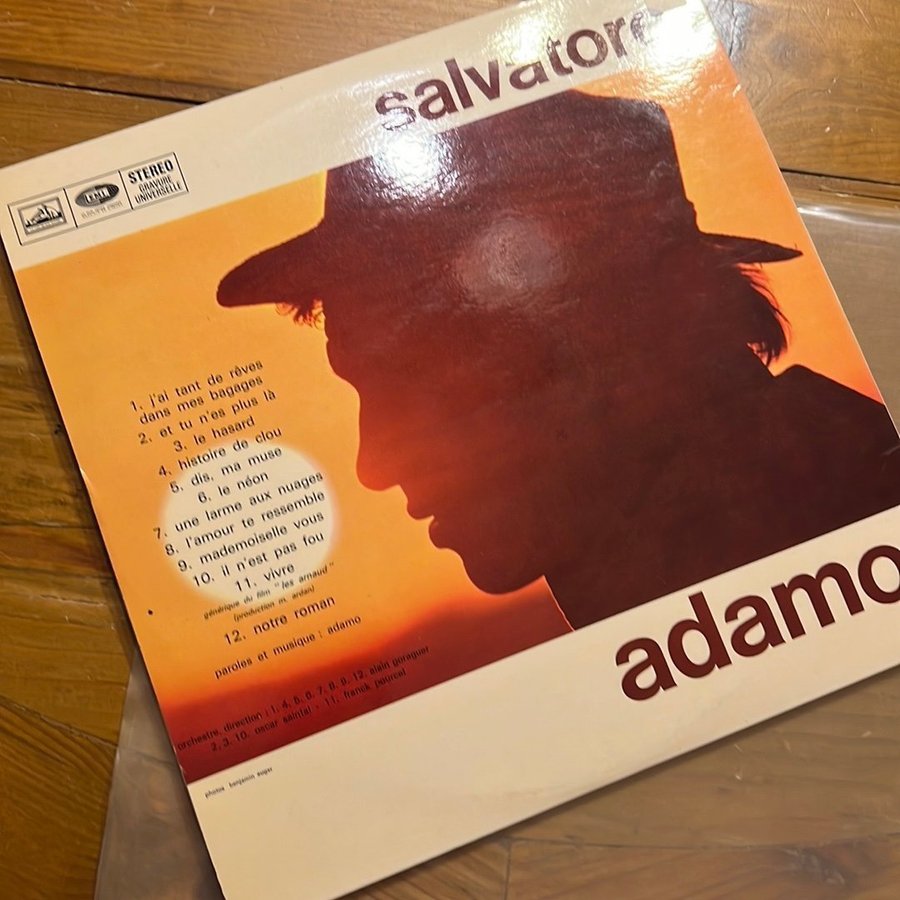 salvatore
EMI
STEREO
GRAVURE
UNIVERSELLE
1. j'ai tant de rêves
dans mes bagages
2. et tu n'es plus là
3. le hasard
4. histoire de clou
5. dis, ma muse
6. le néon
7. une larme aux nuages
8. l'amour te ressemble
9. mademoiselle vous
10. il n'est pas fou
11. vivre
générique du film "les arnaud"
(production m. ardan)
12. notre roman
paroles et musique : adamo
orchestre, direction : 1. 4. 5. 6. 7. 8. 9. 12. alain goraguer
2. 3. 10. oscar saintal - 11. franck pourcel
photos benjamin auger
adamo